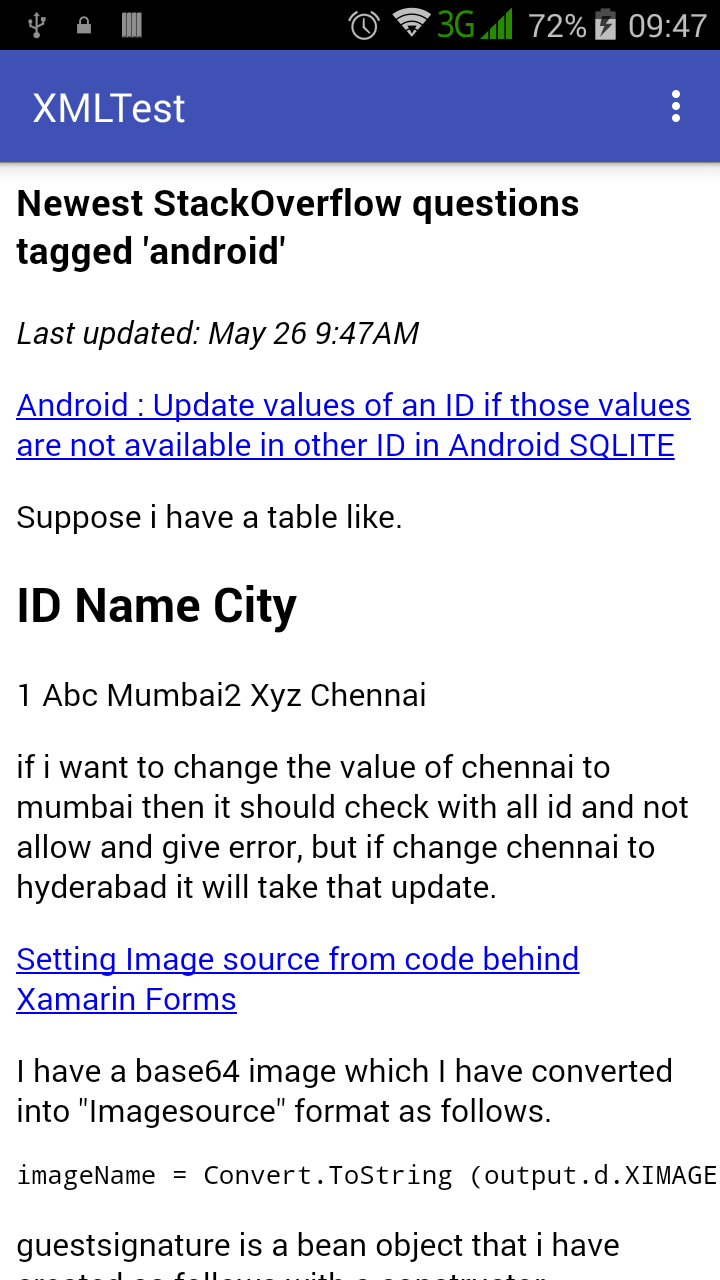 3G 72% 09:47
XMLTest
Newest StackOverflow questions
tagged 'android'
Last updated: May 26 9:47AM
Android : Update values of an ID if those values
are not available in other ID in Android SQLITE
Suppose i have a table like.
ID Name City
1 Abc Mumbai2 Xyz Chennai
if i want to change the value of chennai to
mumbai then it should check with all id and not
allow and give error, but if change chennai to
hyderabad it will take that update.
Setting Image source from code behind
Xamarin Forms
I have a base64 image which I have converted
into "Imagesource" format as follows.
imageName = Convert.ToString (output.d.XIMAGE
guestsignature is a bean object that i have
created as follows with a constructor